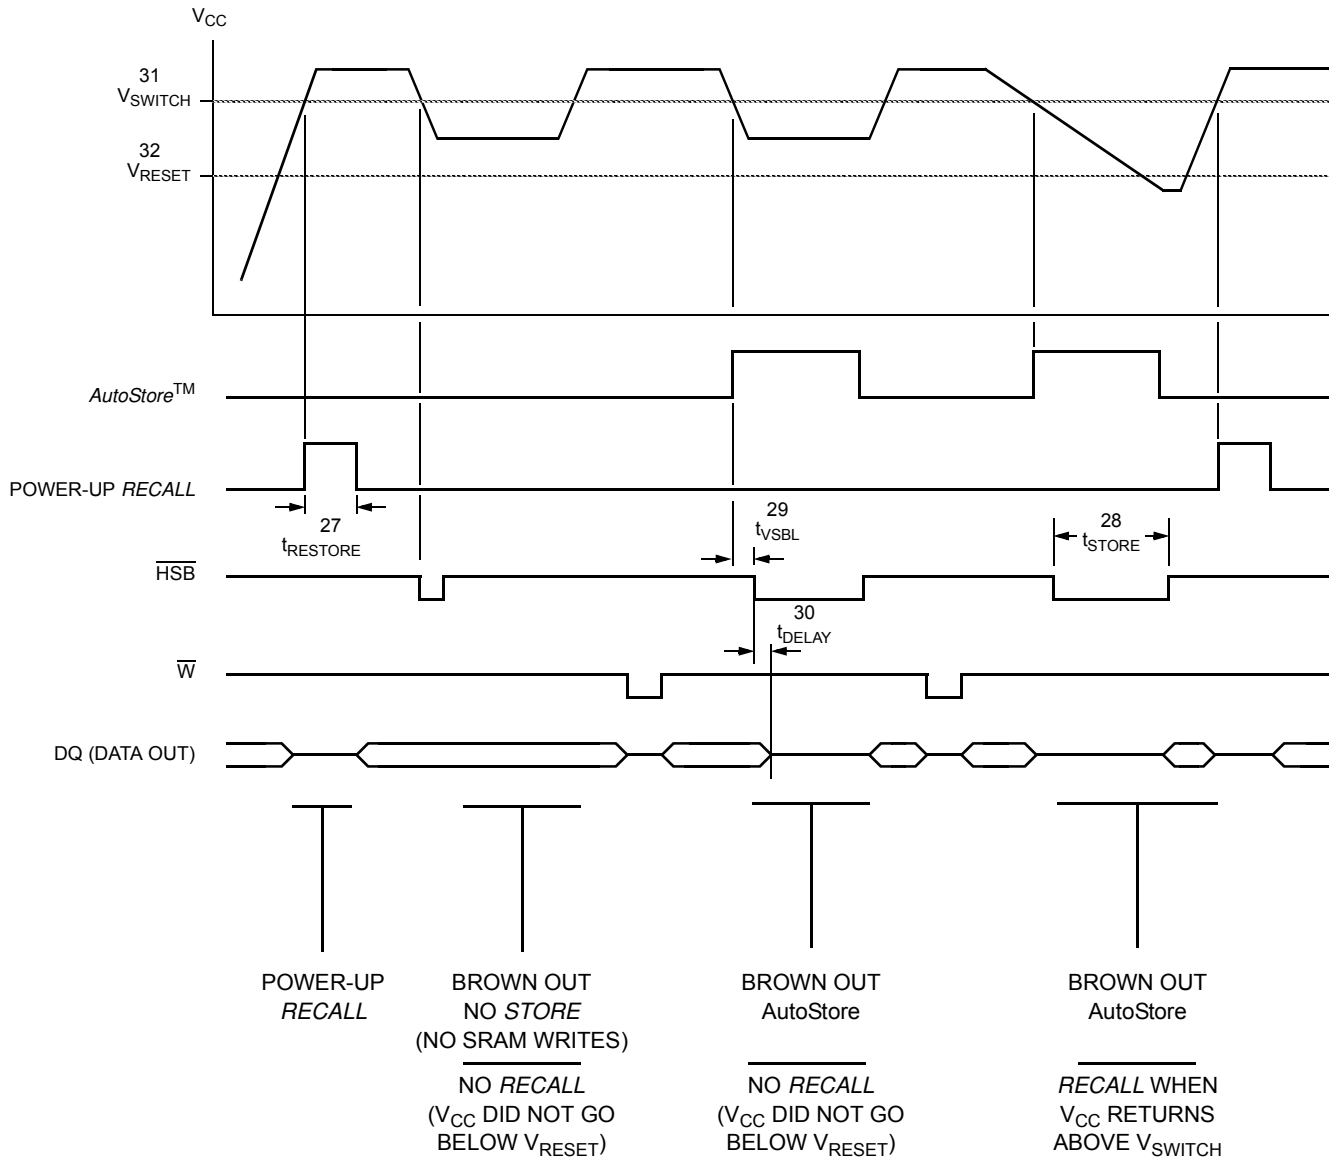 VCC
31
VSWITCH
32
VRESET
AutoStore™
POWER-UP RECALL
27
tRESTORE
29
tVSBL
28
tSTORE
HSB
30
tDELAY
W
DQ (DATA OUT)
POWER-UP
RECALL
BROWN OUT
NO STORE
(NO SRAM WRITES)
NO RECALL
(VCC DID NOT GO
BELOW VRESET)
BROWN OUT
AutoStore
NO RECALL
(VCC DID NOT GO
BELOW VRESET)
BROWN OUT
AutoStore
RECALL WHEN
VCC RETURNS
ABOVE VSWITCH